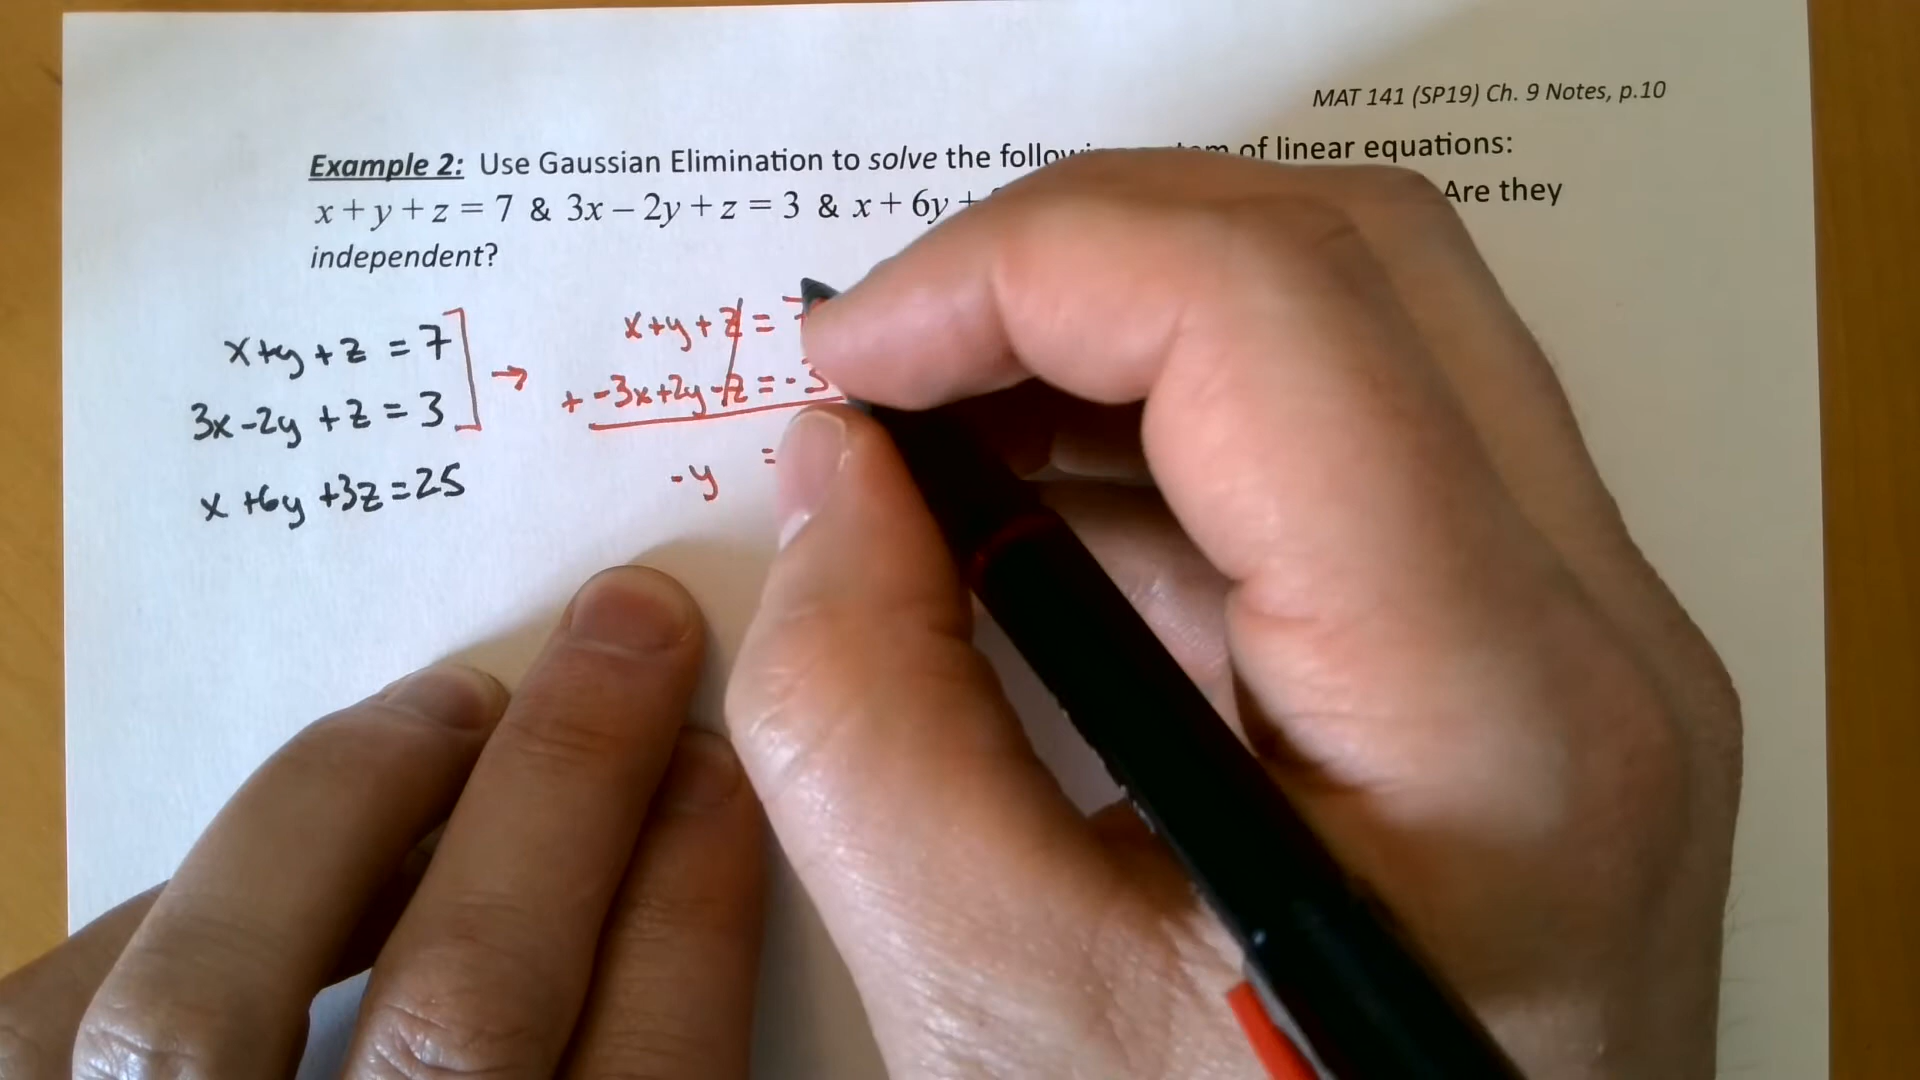 MAT 141 (SP19) Ch. 9 Notes, p.10
Example 2: Use Gaussian Elimination to solve the of linear equations:
x + y + z = 7 & 3x – 2y + z = 3 & x + 6y + Are they
independent?
x+y+z = 7
3x-2y+z = 3
x+6y+3z=25
→
x+y+z = 7
+ -3x+2y-z = -3
-y =